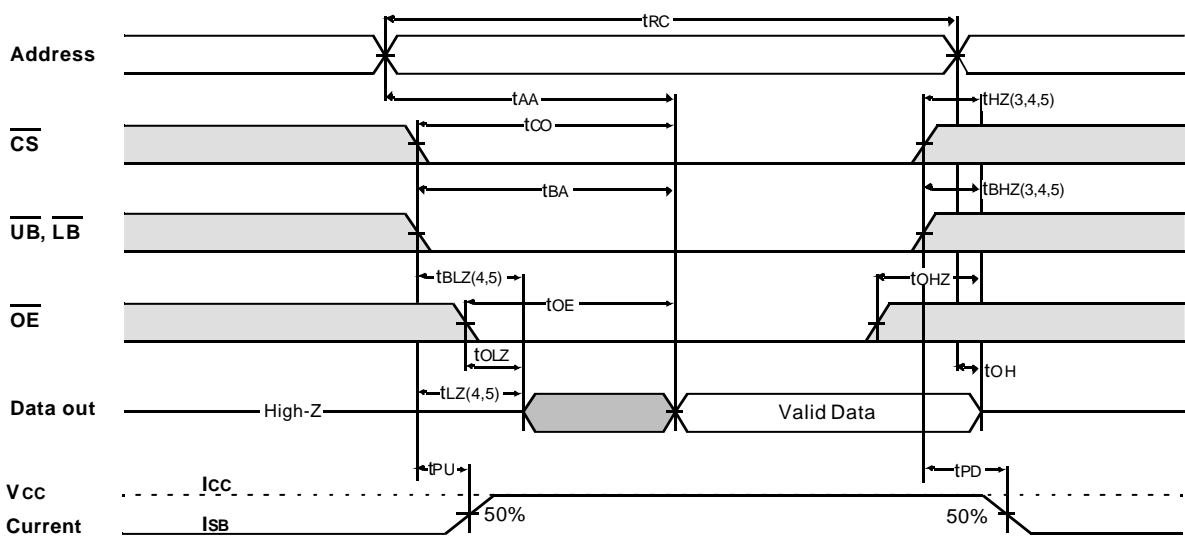 tRC
Address
tAA
tHZ(3,4,5)
CS
tCO
tBA
tBHZ(3,4,5)
UB, LB
tBLZ(4,5)
tOHZ
OE
tOE
tOLZ
tOH
tLZ(4,5)
Data out
High-Z
Valid Data
tPU
tPD
VCC
ICC
50%
50%
Current
ISB